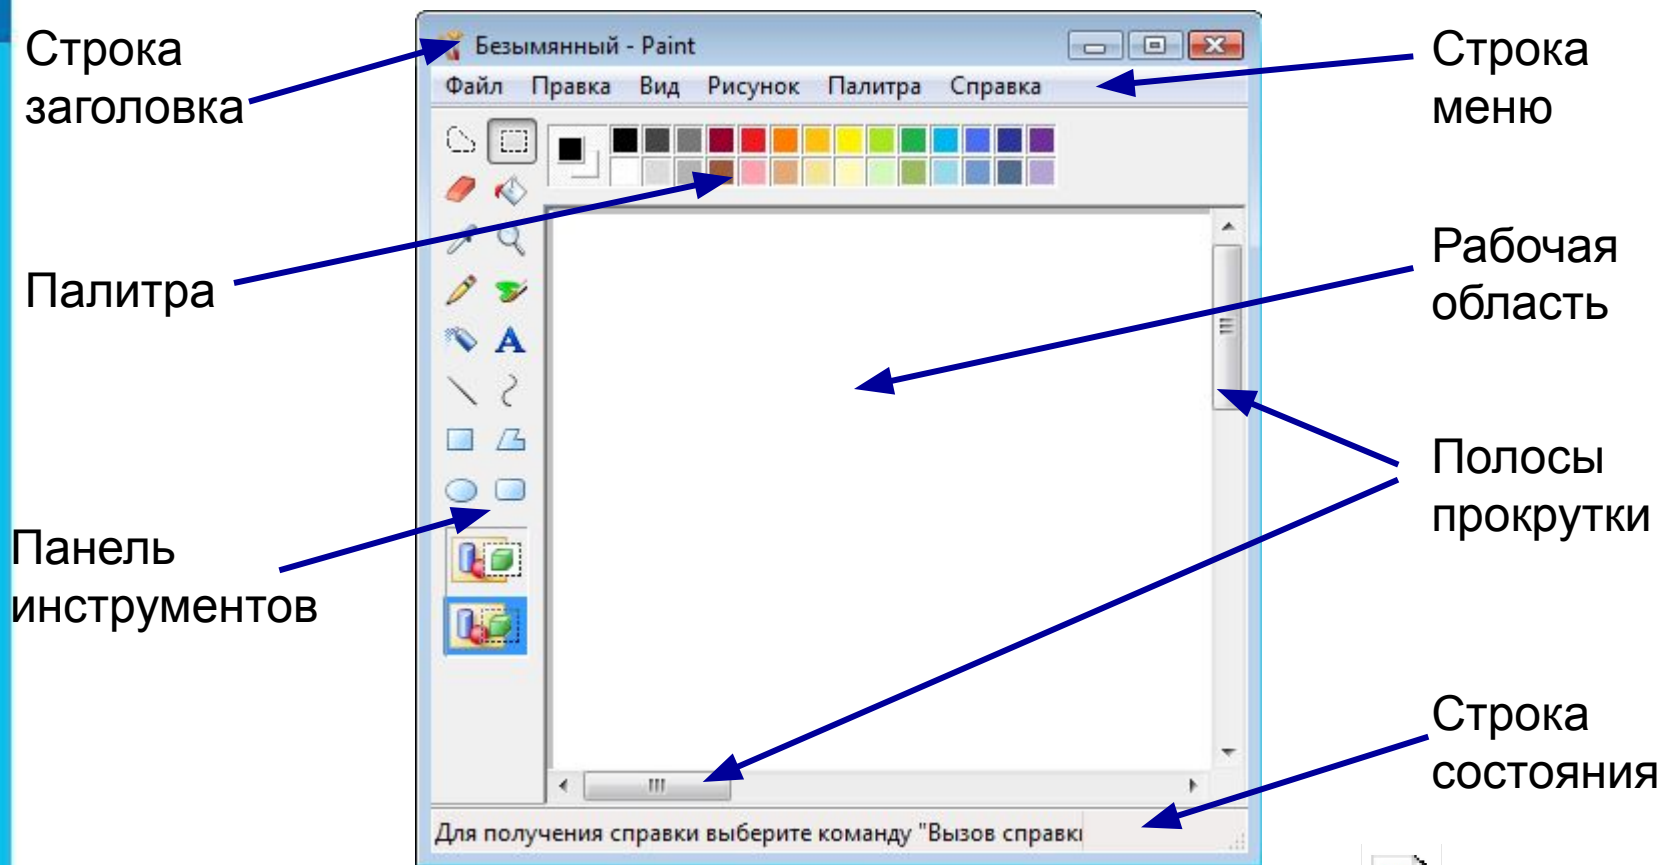 Строка
заголовка
Безымянный - Paint
Файл Правка Вид Рисунок Палитра Справка
Строка
меню
Палитра
A
Рабочая
область
Полосы
прокрутки
Панель
инструментов
Строка
состояния
Для получения справки выберите команду "Вызов справки